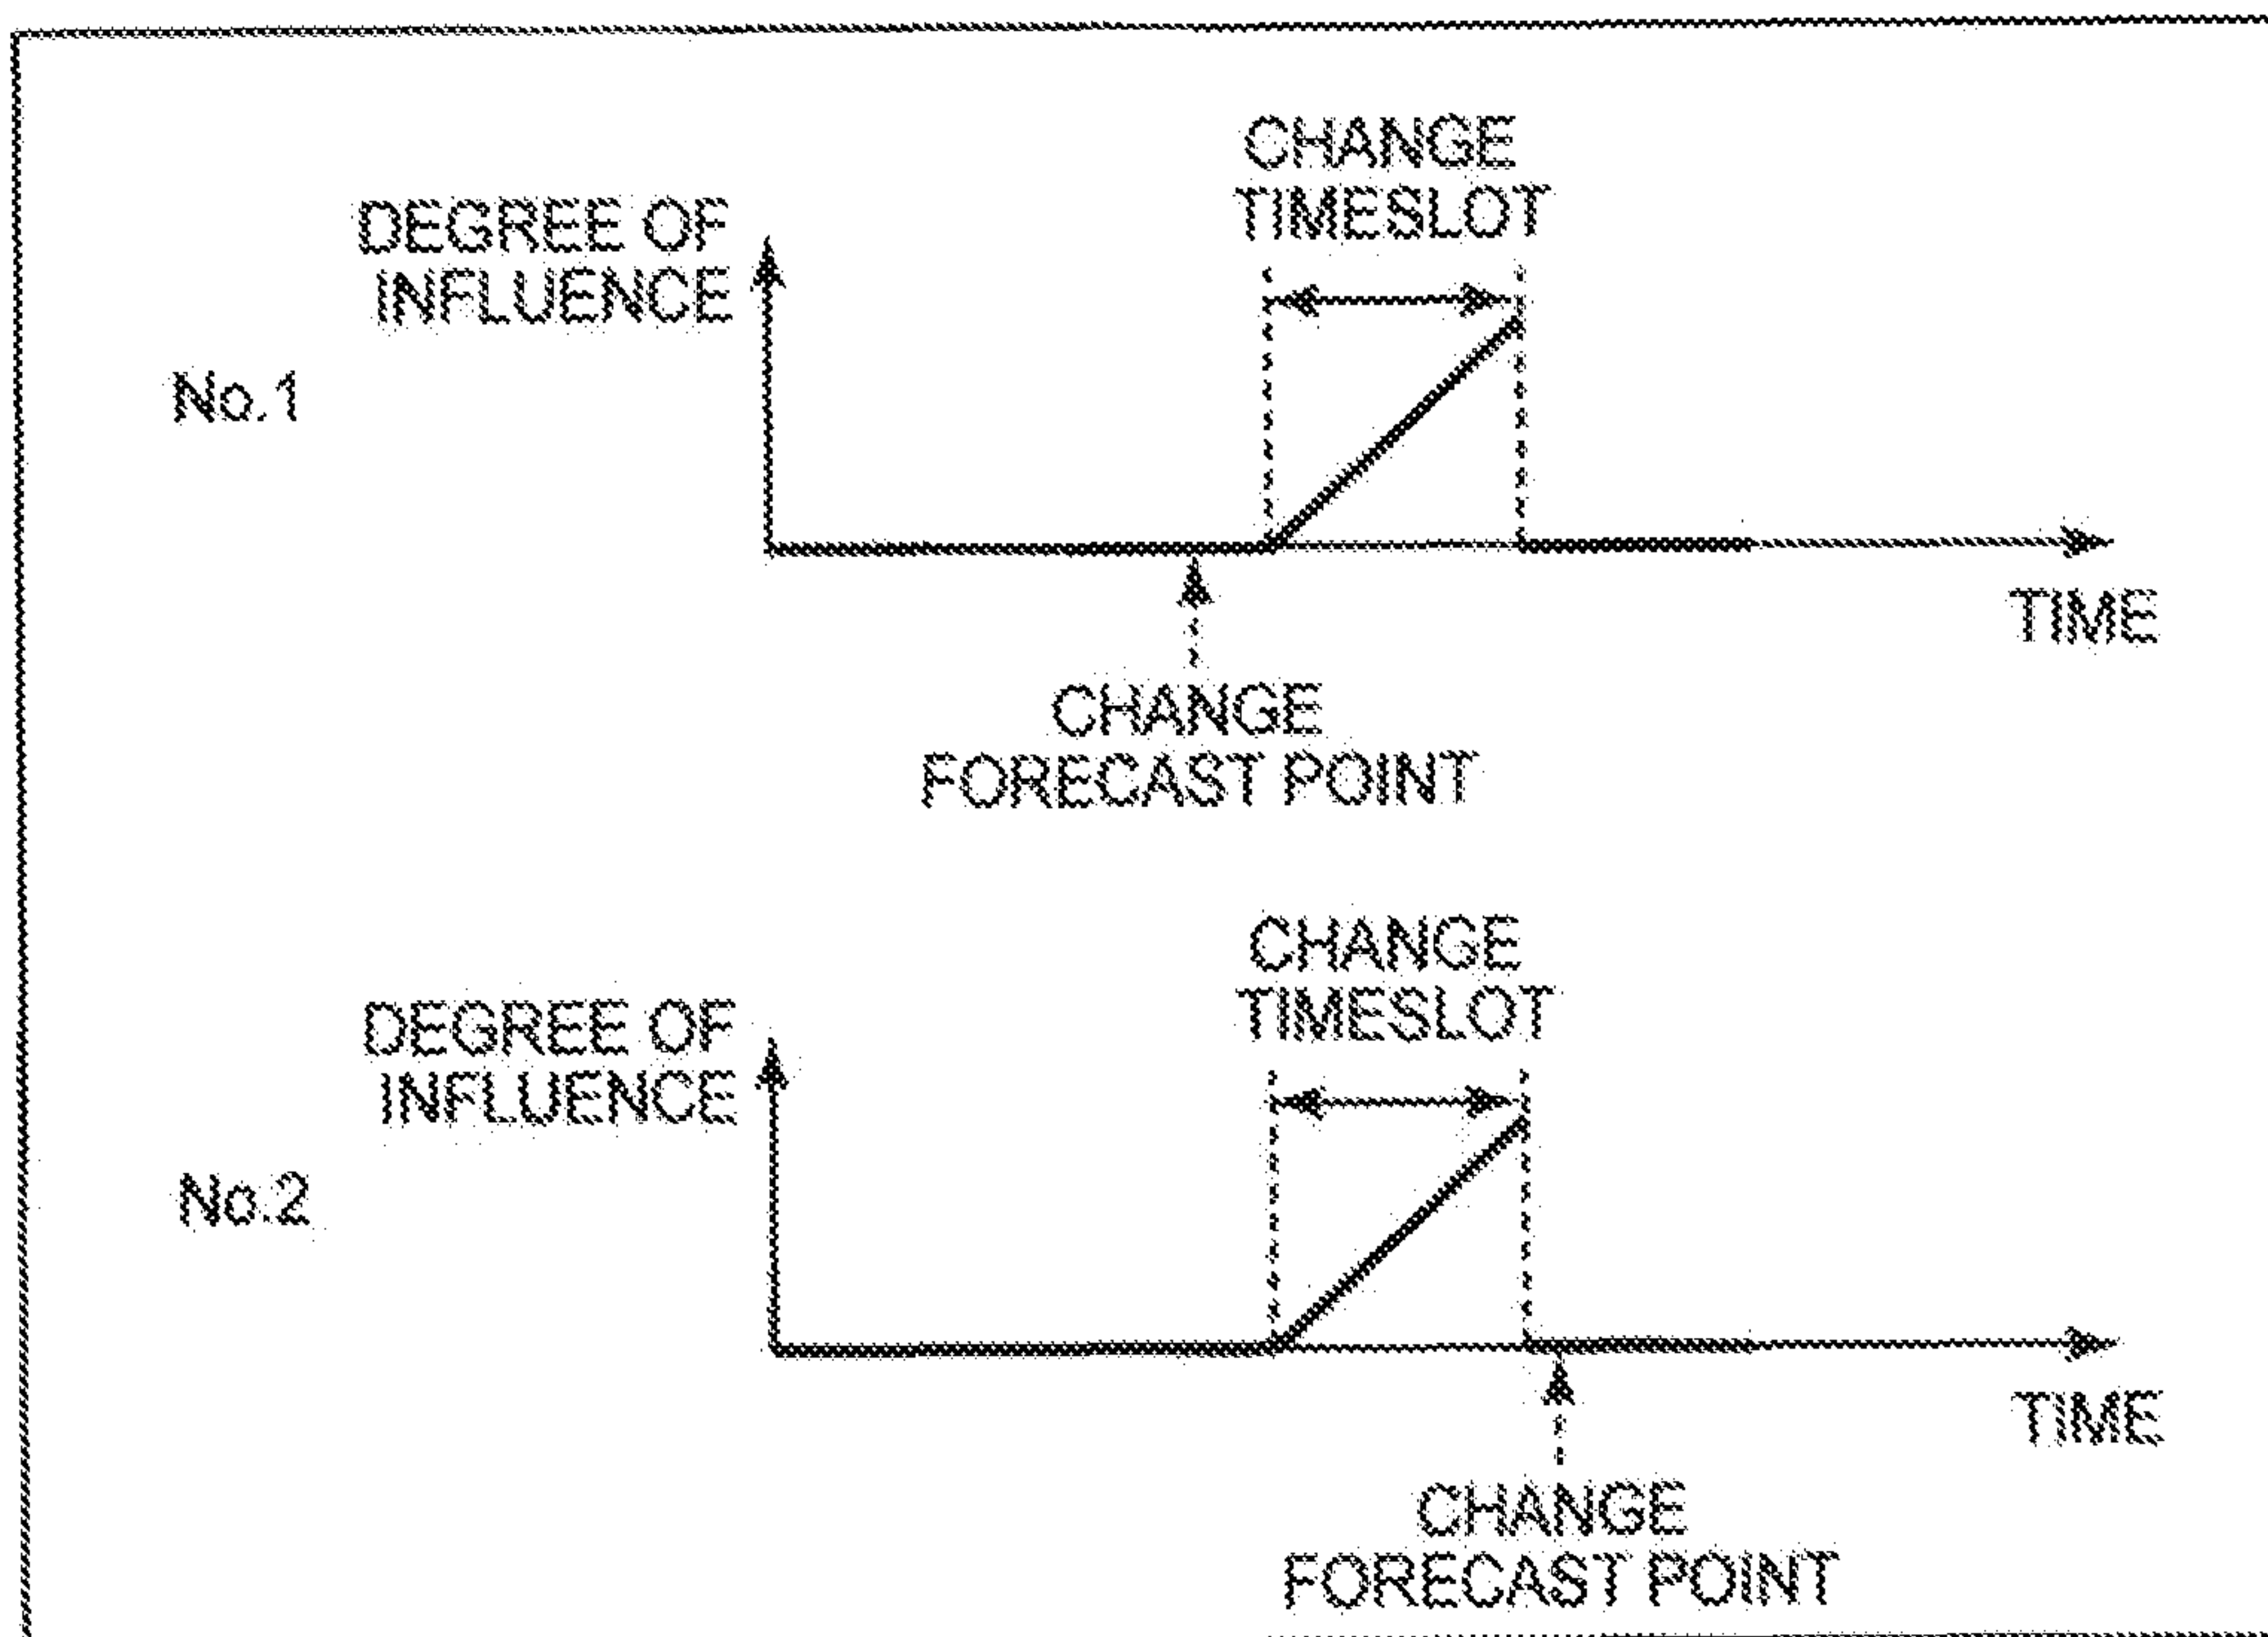 CHANGE
TIMESLOT
DEGREE OF
INFLUENCE
No.1
TIME
CHANGE
FORECAST POINT
CHANGE
TIMESLOT
DEGREE OF
INFLUENCE
No.2
TIME
CHANGE
FORECAST POINT